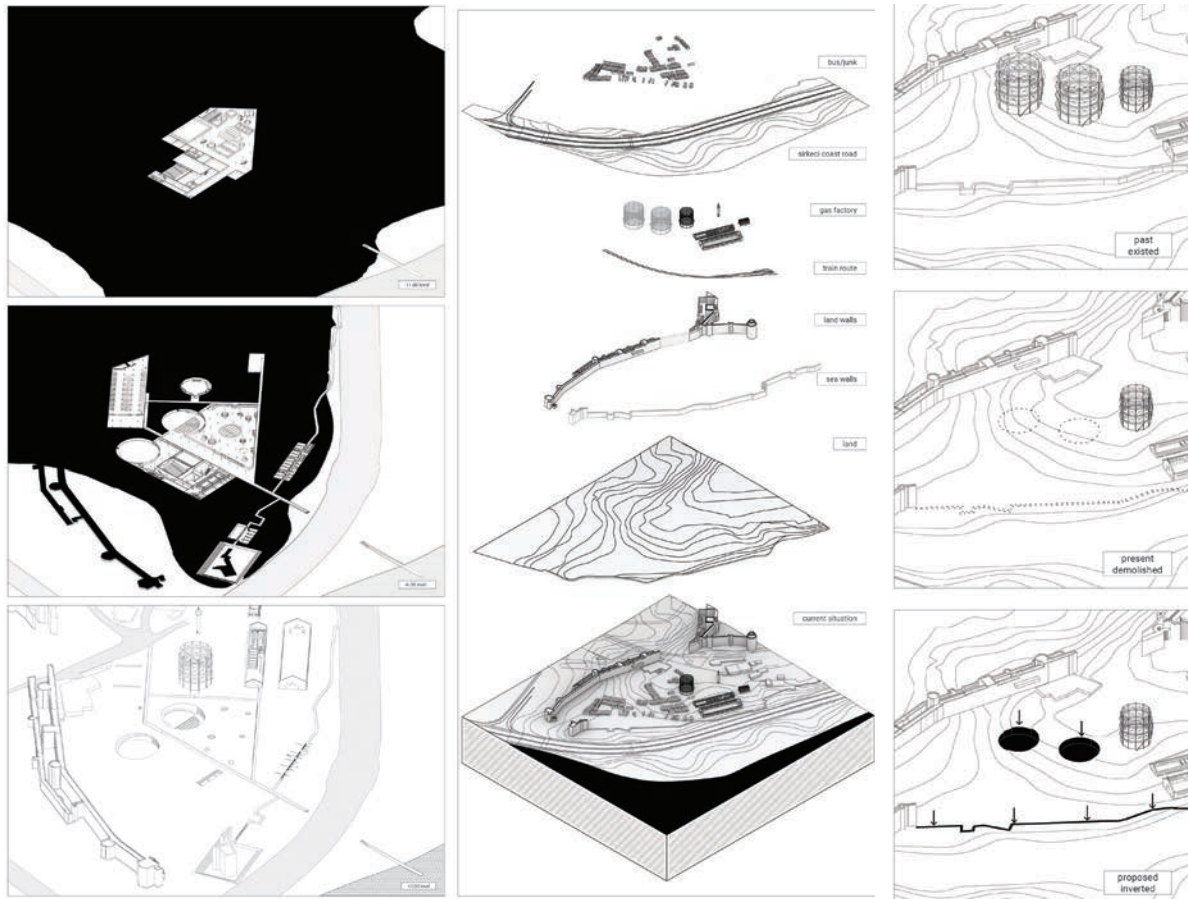 bus/junk
sirkeci coast road
gas factory
train route
land walls
sea walls
land
current situation
past
existed
present
demolished
proposed
inverted